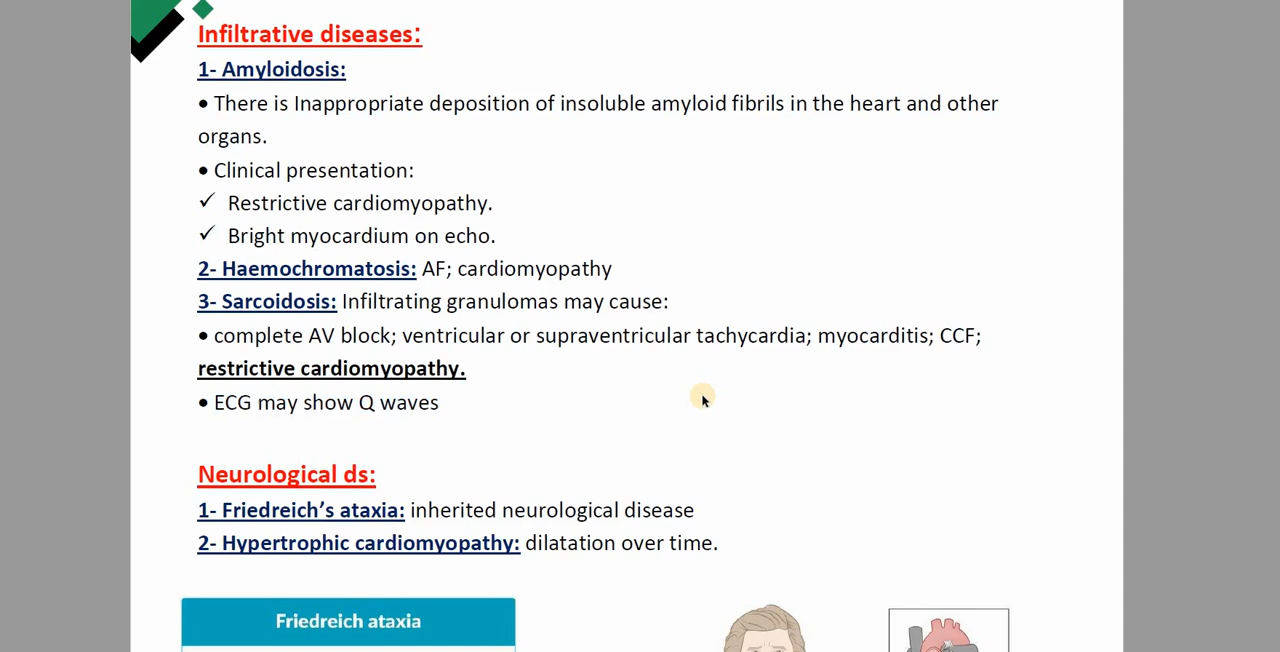 Infiltrative diseases:
1- Amyloidosis:
• There is Inappropriate deposition of insoluble amyloid fibrils in the heart and other
organs.
• Clinical presentation:
✓ Restrictive cardiomyopathy.
✓ Bright myocardium on echo.
2- Haemochromatosis: AF; cardiomyopathy
3- Sarcoidosis: Infiltrating granulomas may cause:
• complete AV block; ventricular or supraventricular tachycardia; myocarditis; CCF;
restrictive cardiomyopathy.
• ECG may show Q waves
Neurological ds:
1- Friedreich’s ataxia: inherited neurological disease
2- Hypertrophic cardiomyopathy: dilatation over time.
Friedreich ataxia